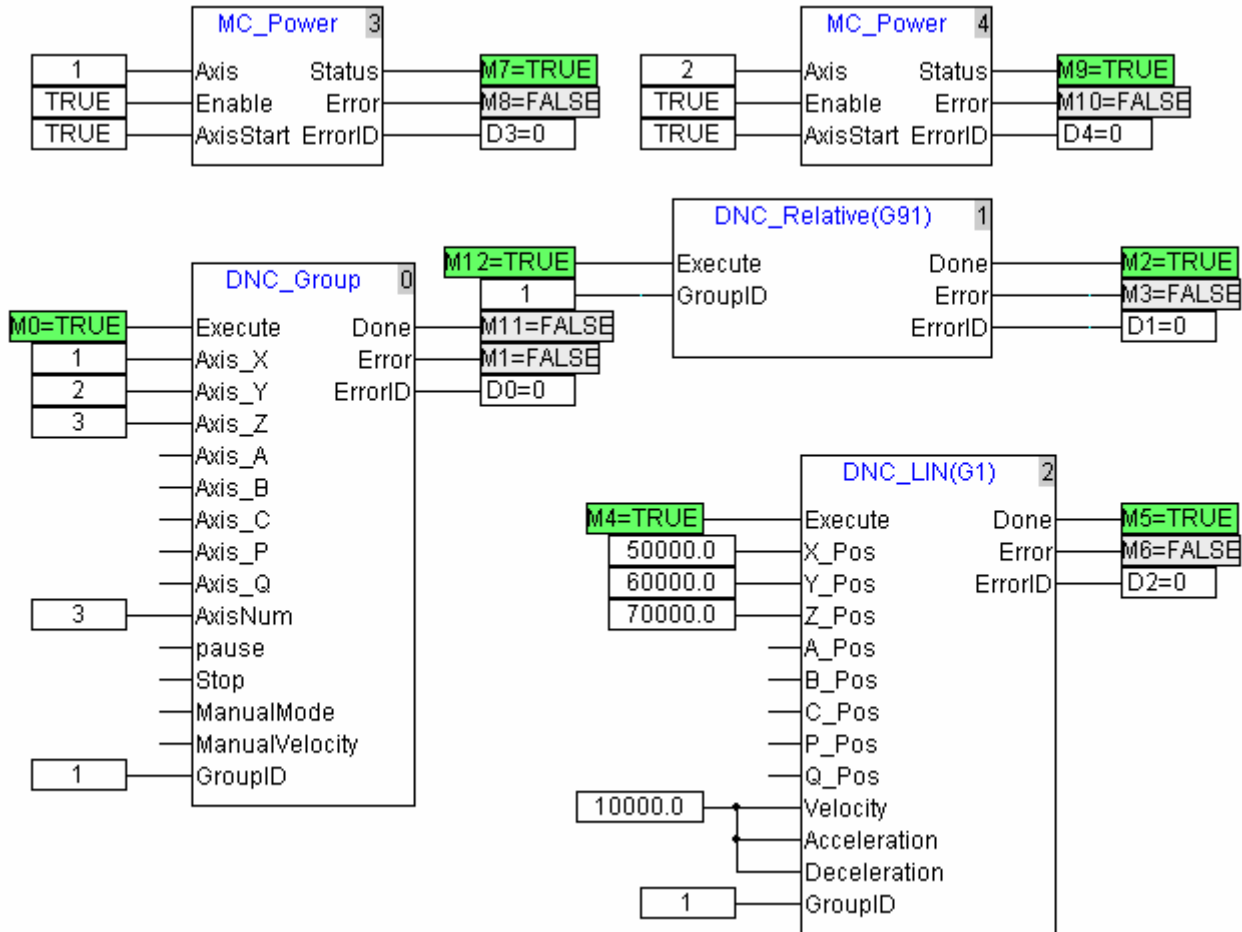 MC_Power 3
1 Axis Status M7=TRUE
TRUE Enable Error M8=FALSE
TRUE AxisStart ErrorID D3=0
MC_Power 4
2 Axis Status M9=TRUE
TRUE Enable Error M10=FALSE
TRUE AxisStart ErrorID D4=0
DNC_Relative(G91) 1
M12=TRUE Execute Done M2=TRUE
1 GroupID Error M3=FALSE
ErrorID D1=0
DNC_Group 0
M0=TRUE Execute Done M11=FALSE
1 Axis_X Error M1=FALSE
2 Axis_Y ErrorID D0=0
3 Axis_Z
Axis_A
Axis_B
Axis_C
Axis_P
Axis_Q
3 AxisNum
pause
Stop
ManualMode
ManualVelocity
1 GroupID
DNC_LIN(G1) 2
M4=TRUE Execute Done M5=TRUE
50000.0 X_Pos Error M6=FALSE
60000.0 Y_Pos ErrorID D2=0
70000.0 Z_Pos
A_Pos
B_Pos
C_Pos
P_Pos
Q_Pos
10000.0 Velocity
Acceleration
Deceleration
1 GroupID